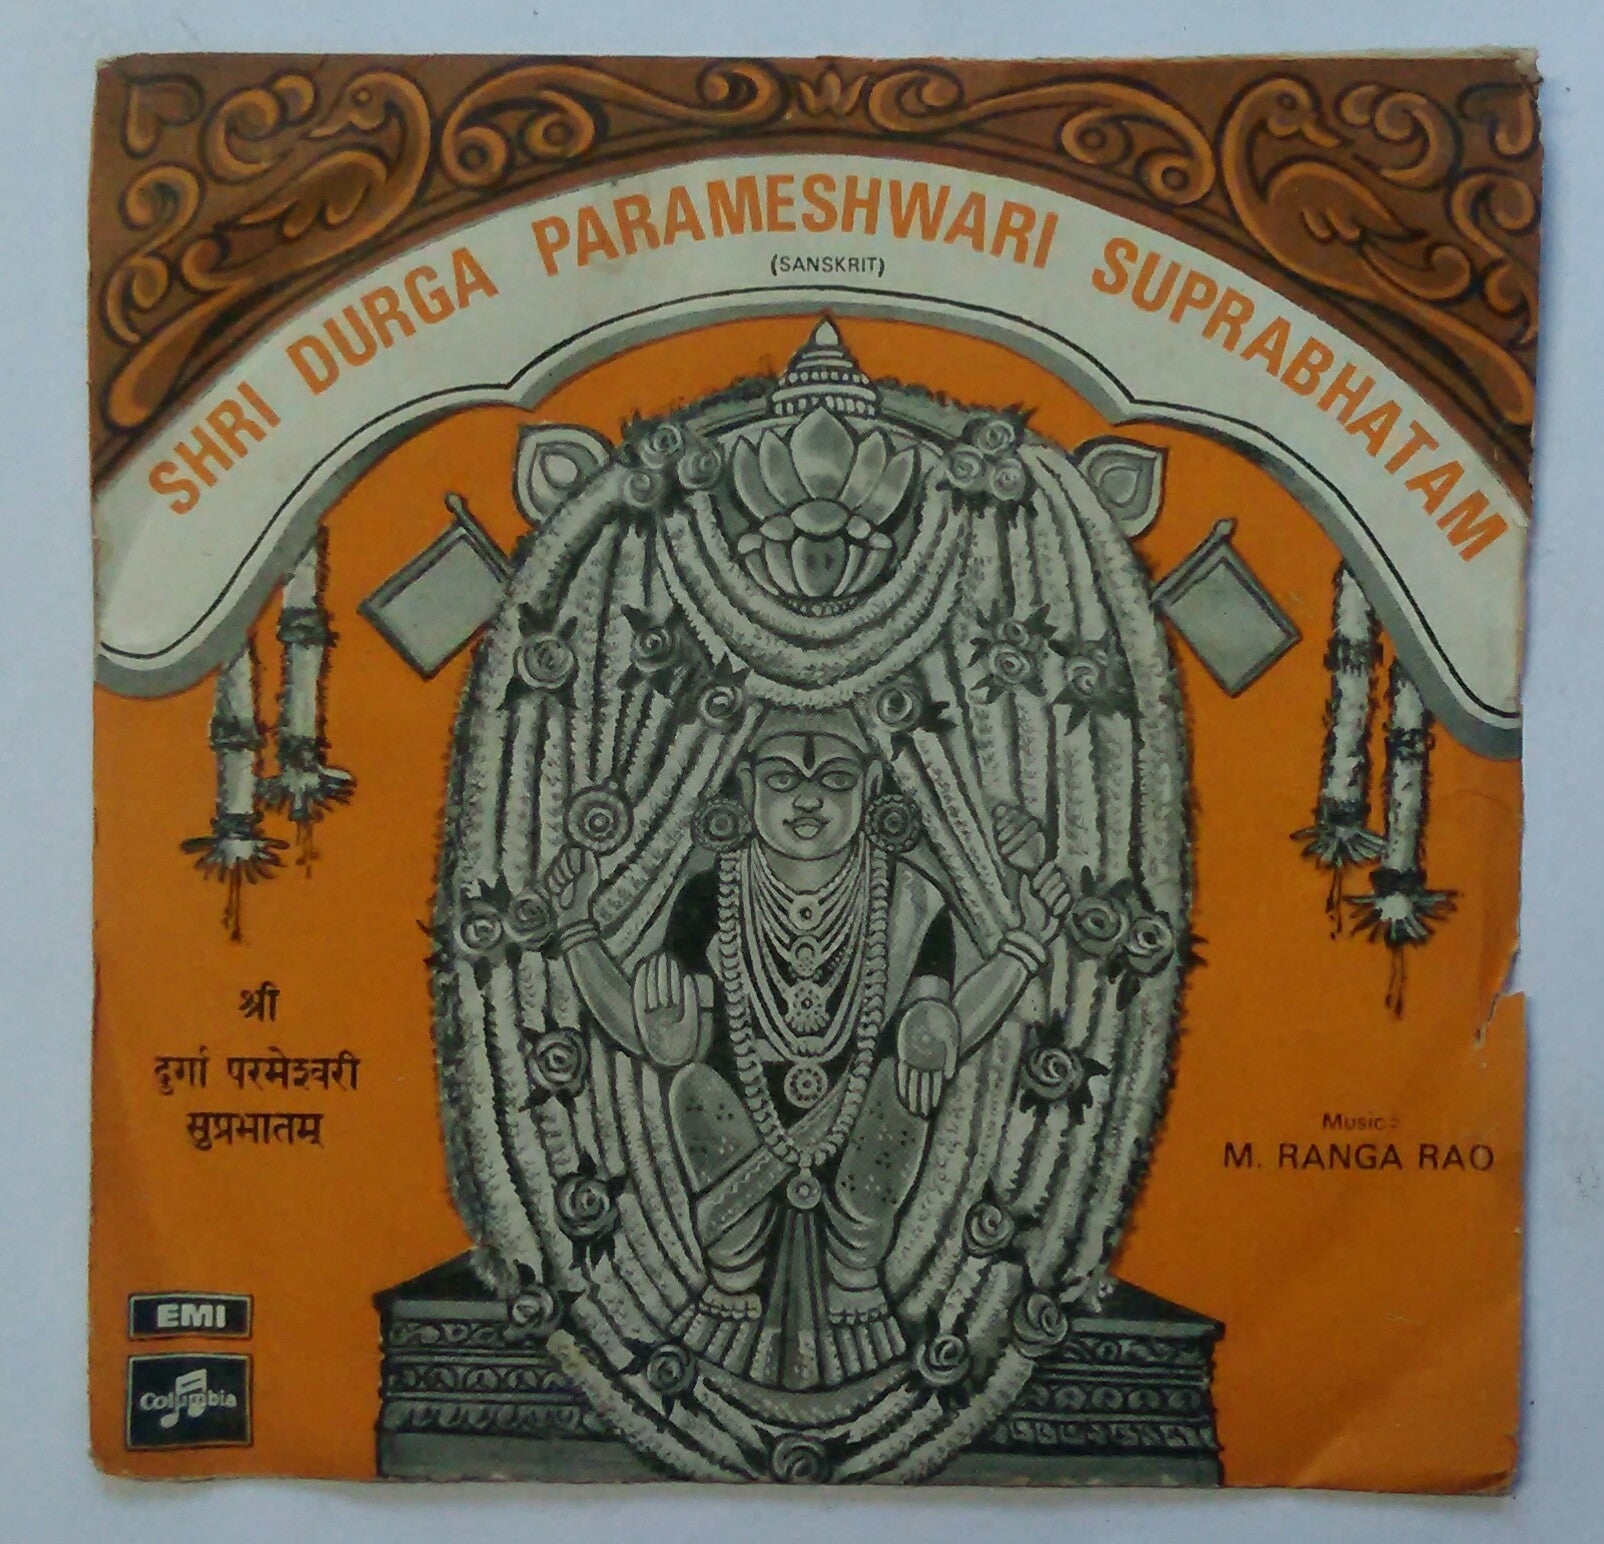 SHRI DURGA PARAMESHWARI SUPRABHATAM
(SANSKRIT)
श्री
दुर्गा परमेश्वरी
सुप्रभातम्
Music:
M. RANGA RAO
EMI
Columbia